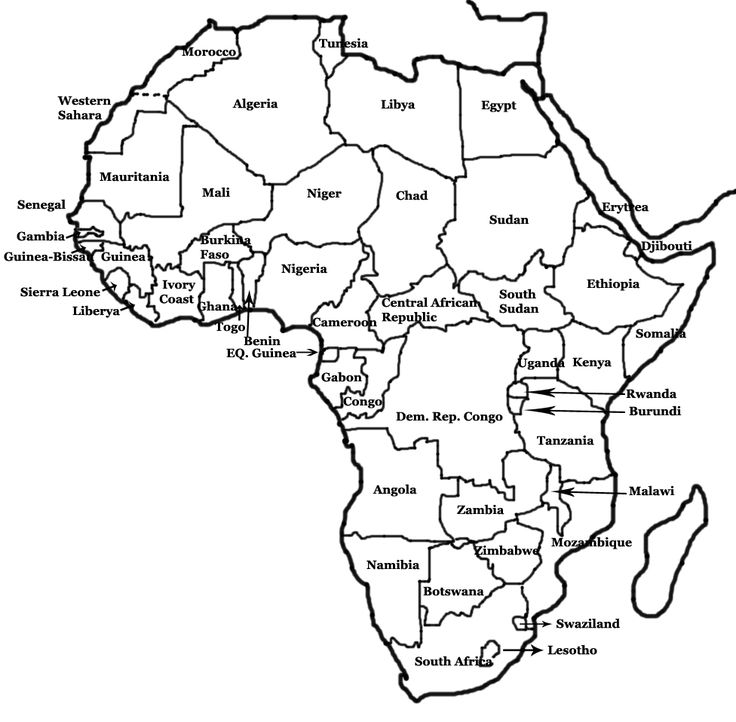 Tunesia
Morocco
Western
Sahara
Algeria
Libya
Egypt
Mauritania
Mali
Niger
Chad
Senegal
Erytrea
Sudan
Gambia
Burkina
Faso
Djibouti
Guinea-Bissau
Guinea
Nigeria
Ethiopia
Ivory
Coast
Sierra Leone
South
Sudan
Central African
Republic
Ghana
Liberya
Cameroon
Togo
Somalia
Benin
EQ. Guinea
Uganda
Kenya
Gabon
Rwanda
Congo
Burundi
Dem. Rep. Congo
Tanzania
Angola
Malawi
Zambia
Mozambique
Zimbabwe
Namibia
Botswana
Swaziland
Lesotho
South Africa